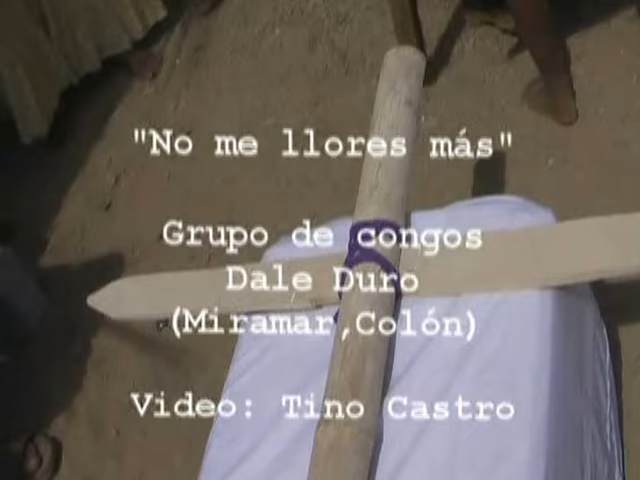 "No me llores más"
Grupo de congos
Dale Duro
(Miramar,Colón)
Video: Tino Castro